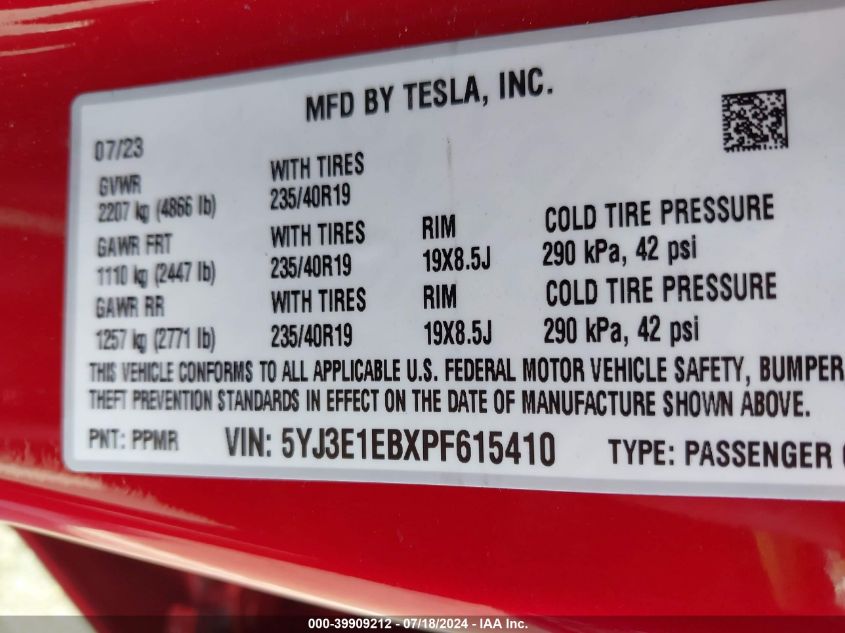 MFD BY TESLA, INC.
07/23
GVWR
2207 kg (4866 lb)
WITH TIRES
235/40R19
GAWR FRT
1110 kg (2447 lb)
WITH TIRES
235/40R19
RIM
19X8.5J
COLD TIRE PRESSURE
290 kPa, 42 psi
GAWR RR
1257 kg (2771 lb)
WITH TIRES
235/40R19
RIM
19X8.5J
COLD TIRE PRESSURE
290 kPa, 42 psi
THIS VEHICLE CONFORMS TO ALL APPLICABLE U.S. FEDERAL MOTOR VEHICLE SAFETY, BUMPER
THEFT PREVENTION STANDARDS IN EFFECT ON THE DATE OF MANUFACTURE SHOWN ABOVE.
PNT: PPMR VIN: 5YJ3E1EBXPF615410 TYPE: PASSENGER
000-39909212 - 07/18/2024 - IAA Inc.